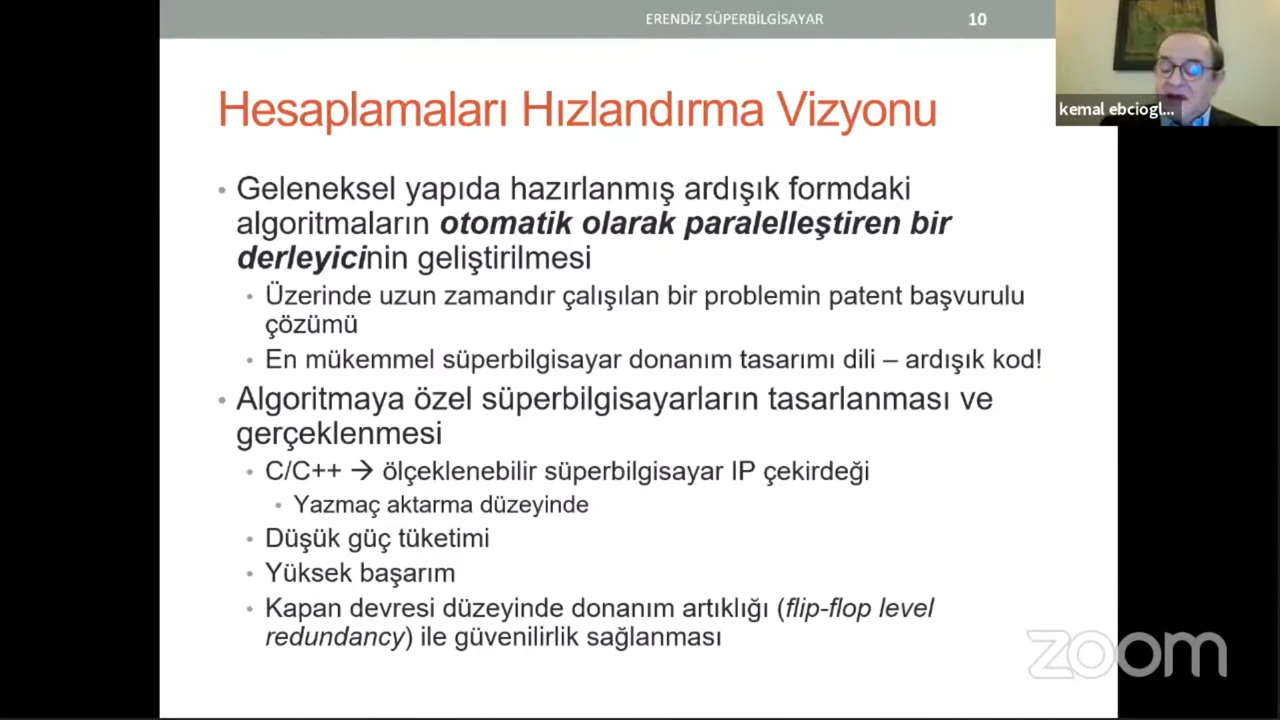 ERENDİZ SÜPERBİLGİSAYAR
10
kemal ebciogl...
Hesaplamaları Hızlandırma Vizyonu
• Geleneksel yapıda hazırlanmış ardışık formdaki
algoritmaların otomatik olarak paralelleştiren bir
derleyicinin geliştirilmesi
• Üzerinde uzun zamandır çalışılan bir problemin patent başvurulu
çözümü
• En mükemmel süperbilgisayar donanım tasarımı dili – ardışık kod!
• Algoritmaya özel süperbilgisayarların tasarlanması ve
gerçeklenmesi
• C/C++ → ölçeklenebilir süperbilgisayar IP çekirdeği
• Yazmaç aktarma düzeyinde
• Düşük güç tüketimi
• Yüksek başarım
• Kapan devresi düzeyinde donanım artıklığı (flip-flop level
redundancy) ile güvenilirlik sağlanması
zoom